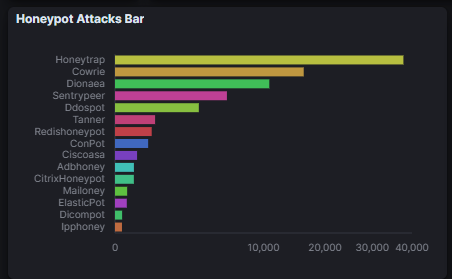 Honeypot Attacks Bar
Honeytrap
Cowrie
Dionaea
Sentrypeer
Ddospot
Tanner
Redishoneypot
ConPot
Ciscoasa
Adbhoney
CitrixHoneypot
Mailoney
ElasticPot
Dicompot
Ipphoney
0 10,000 20,000 30,000 40,000